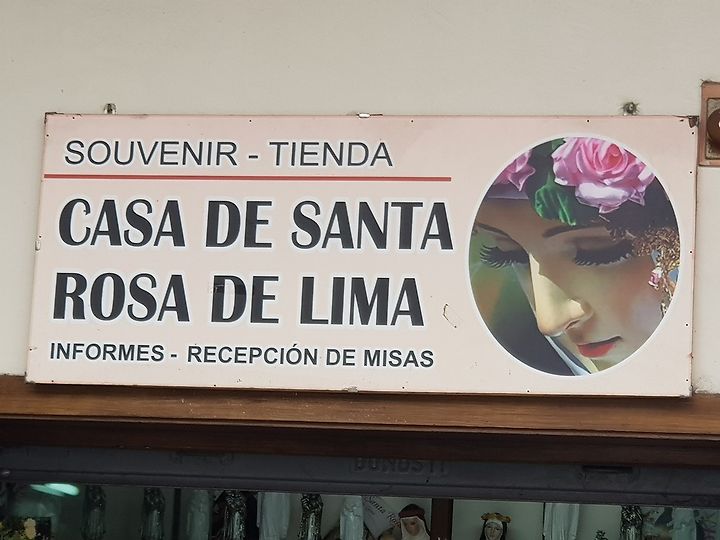 SOUVENIR - TIENDA
CASA DE SANTA
ROSA DE LIMA
INFORMES - RECEPCIÓN DE MISAS